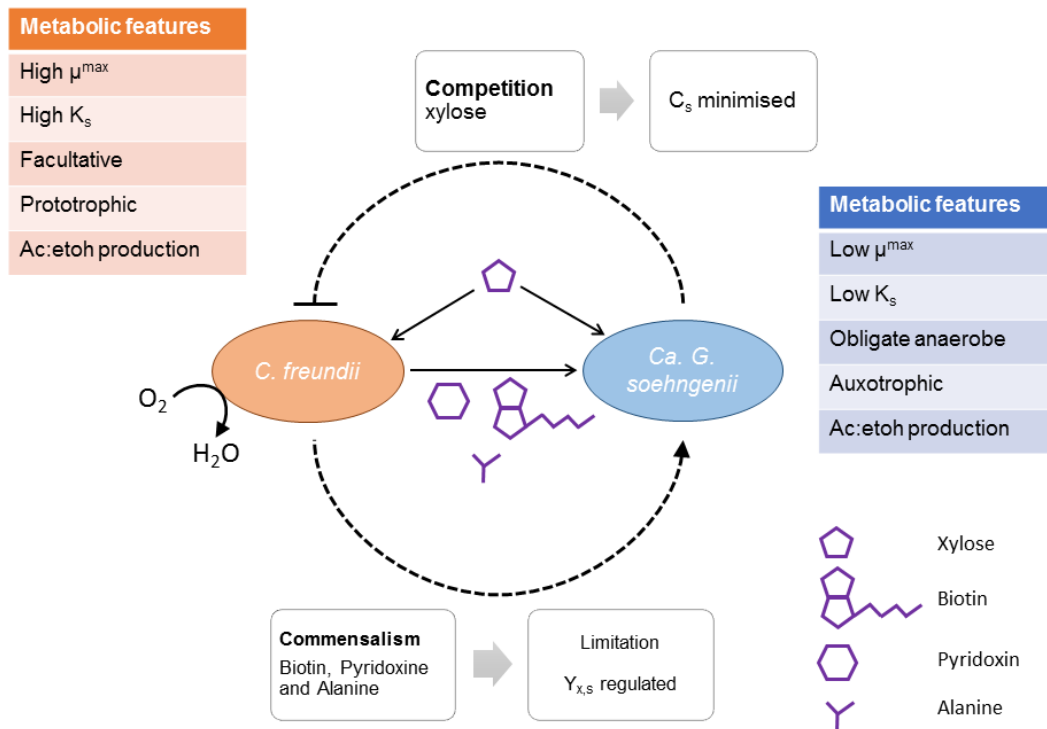 Metabolic features
High µmax
High Ks
Facultative
Prototrophic
Ac:etoh production
Competition
xylose
Cs minimised
Metabolic features
Low µmax
Low Ks
Obligate anaerobe
Auxotrophic
Ac:etoh production
C. freundii
Ca. G.
soehngenii
O2
H2O
Commensalism
Biotin, Pyridoxine
and Alanine
Limitation
Yx,s regulated
Xylose
Biotin
Pyridoxin
Alanine